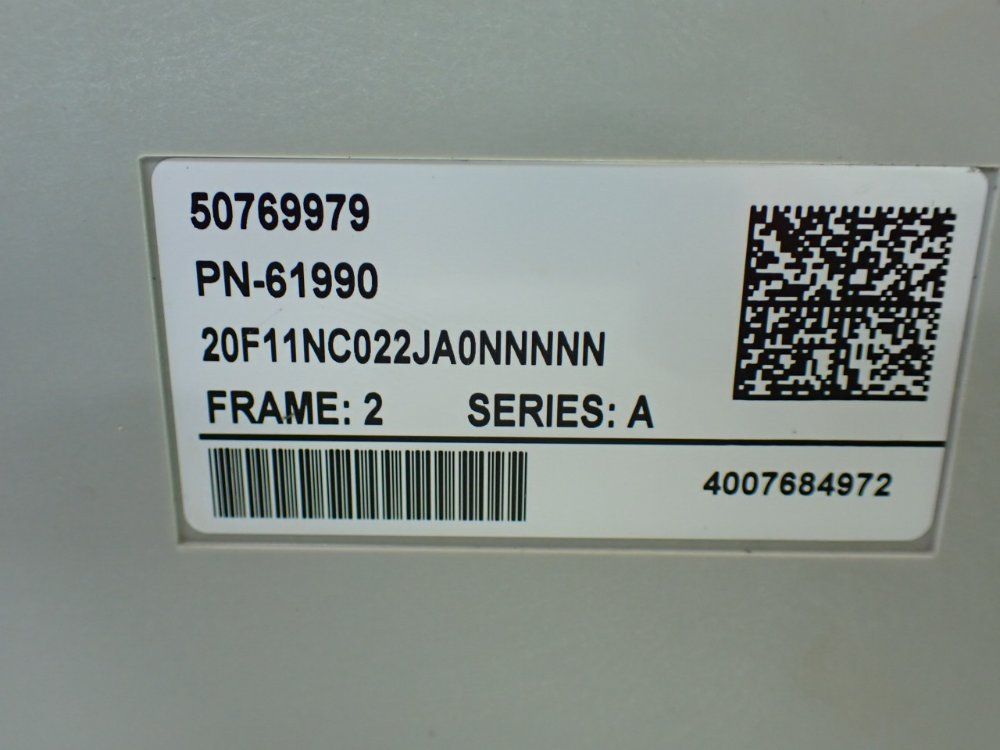 50769979
PN-61990
20F11NC022JA0NNNNN
FRAME: 2 SERIES: A
4007684972